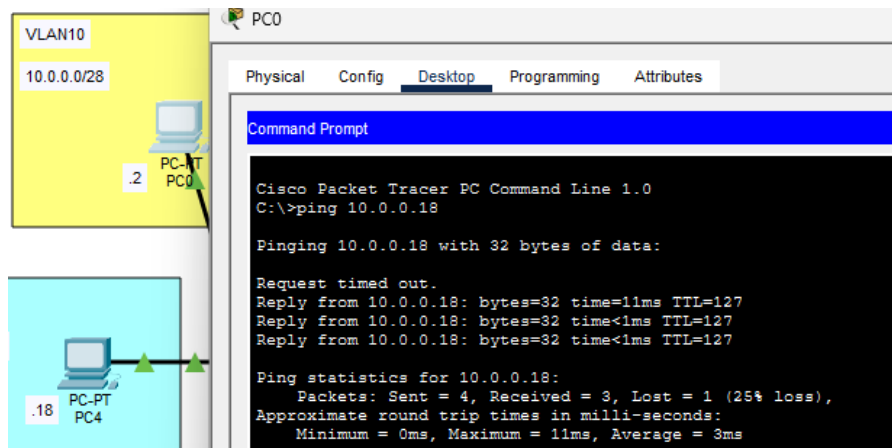 VLAN10
10.0.0.0/28
PC-PT
PC0
.2
PC-PT
PC4
.18
PC0
Physical Config Desktop Programming Attributes
Command Prompt
Cisco Packet Tracer PC Command Line 1.0
C:\>ping 10.0.0.18
Pinging 10.0.0.18 with 32 bytes of data:
Request timed out.
Reply from 10.0.0.18: bytes=32 time=11ms TTL=127
Reply from 10.0.0.18: bytes=32 time<1ms TTL=127
Reply from 10.0.0.18: bytes=32 time<1ms TTL=127
Ping statistics for 10.0.0.18:
Packets: Sent = 4, Received = 3, Lost = 1 (25% loss),
Approximate round trip times in milli-seconds:
Minimum = 0ms, Maximum = 11ms, Average = 3ms